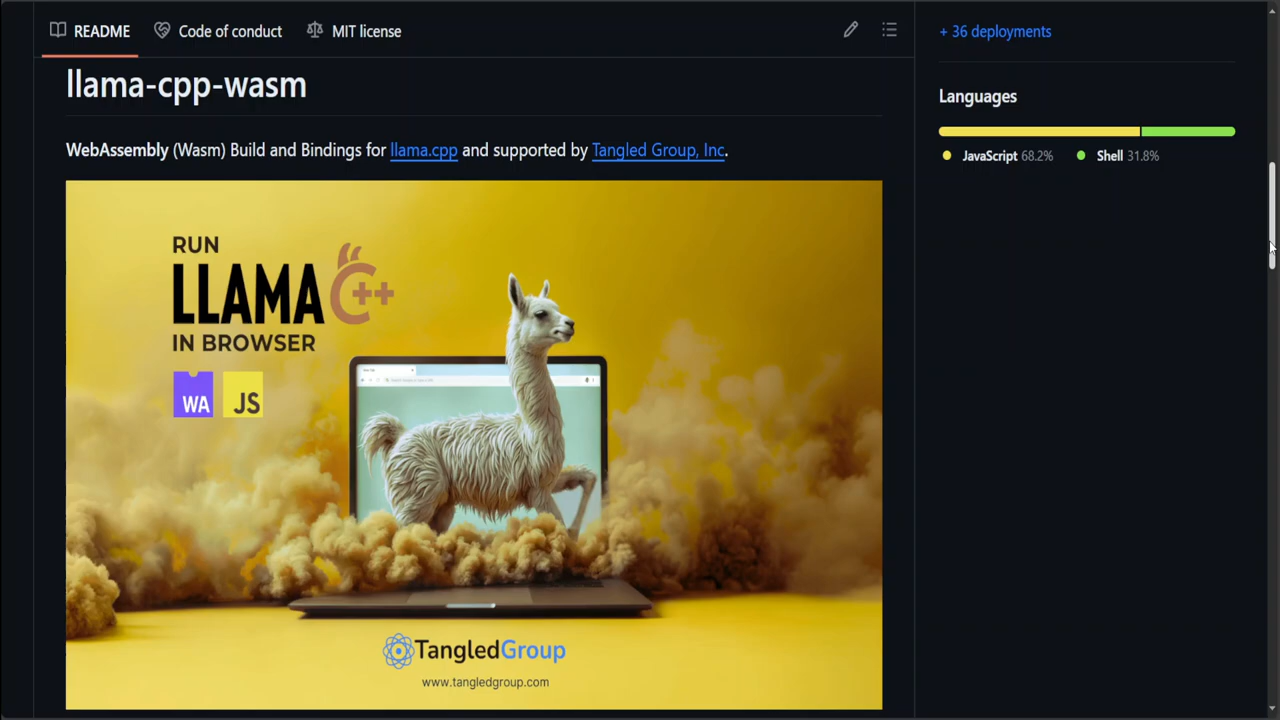 README
Code of conduct
MIT license
+ 36 deployments
llama-cpp-wasm
Languages
JavaScript 68.2%
Shell 31.8%
WebAssembly (Wasm) Build and Bindings for llama.cpp and supported by Tangled Group, Inc.
RUN
LLAMA C++
IN BROWSER
WA
JS
TangledGroup
www.tangledgroup.com